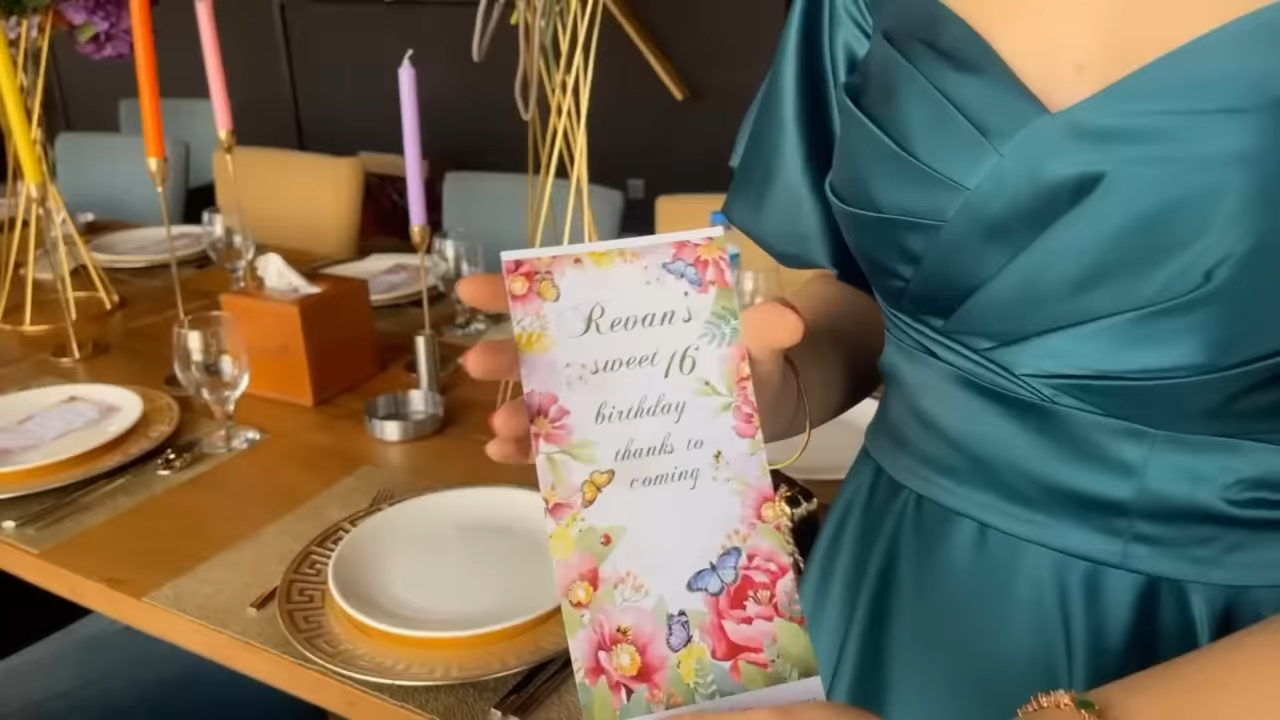 Revan's
sweet 16
birthday
thanks to
coming